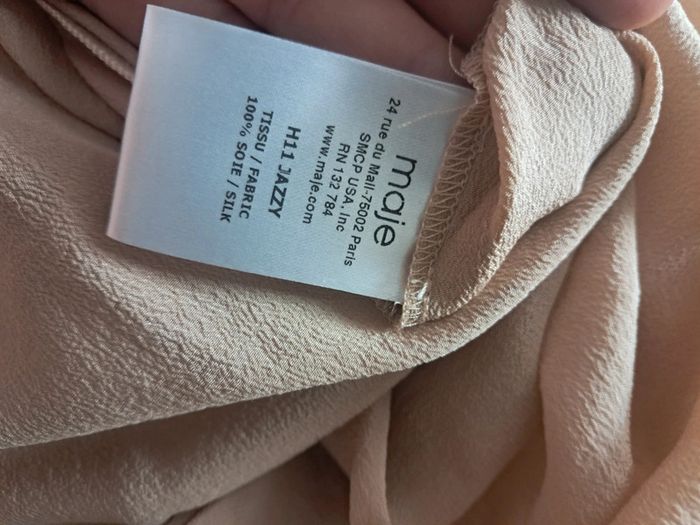 maje
24 rue du Mail-75002 Paris
SMCP USA. Inc
RN 132 784
www.maje.com
H11 JAZZY
TISSU / FABRIC
100% SOIE / SILK